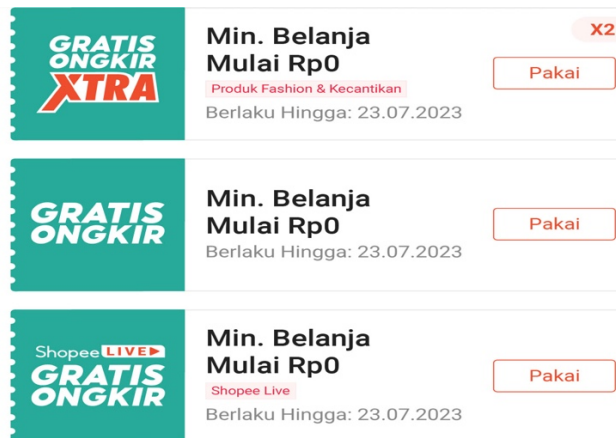 GRATIS
ONGKIR
XTRA
Min. Belanja
Mulai Rp0
Produk Fashion & Kecantikan
Berlaku Hingga: 23.07.2023
X2
Pakai
GRATIS
ONGKIR
Min. Belanja
Mulai Rp0
Berlaku Hingga: 23.07.2023
Pakai
Shopee LIVE
GRATIS
ONGKIR
Min. Belanja
Mulai Rp0
Shopee Live
Berlaku Hingga: 23.07.2023
Pakai